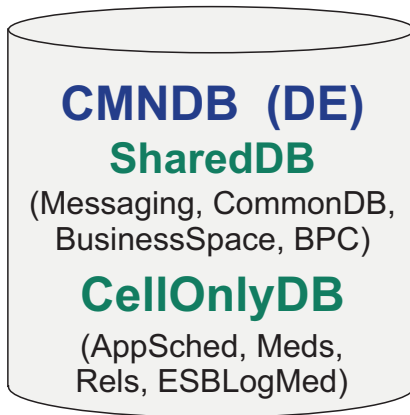 CMNDB (DE)
SharedDB
(Messaging, CommonDB,
BusinessSpace, BPC)
CellOnlyDB
(AppSched, Meds,
Rels, ESBLogMed)